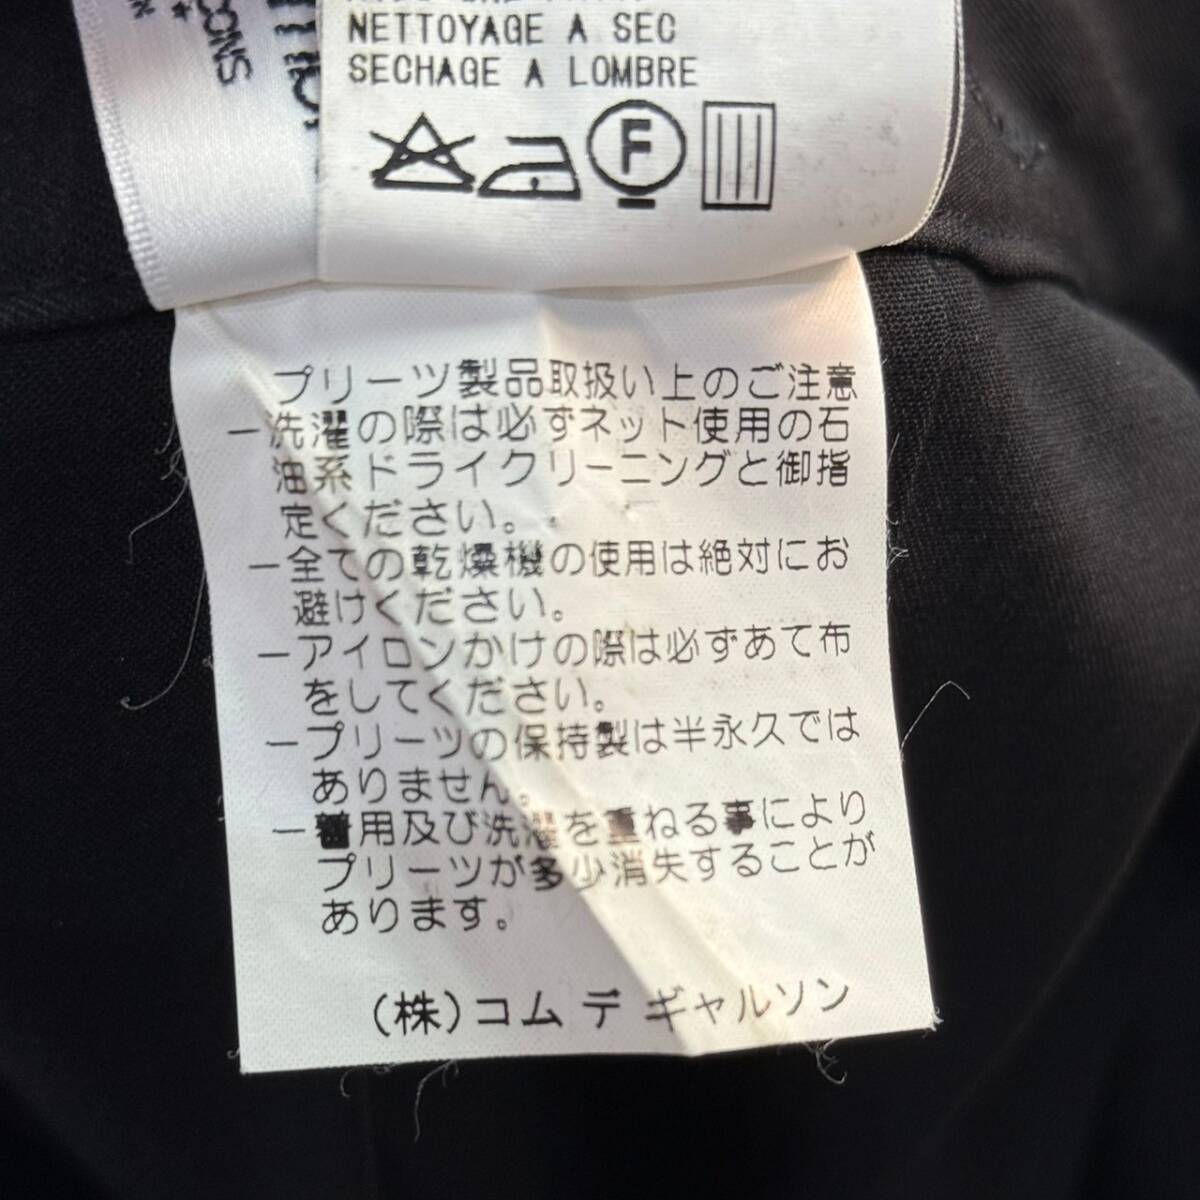 NETTOYAGE A SEC
SECHAGE A LOMBRE
F
CONS
プリーツ製品取扱い上のご注意
ー洗濯の際は必ずネット使用の石
油系ドライクリーニングと御指
定ください。
ー全ての乾燥機の使用は絶対にお
避けください。
ーアイロンかけの際は必ずあて布
をしてください。
ープリーツの保持製は半永久では
ありません。
ー着用及び洗濯を重ねる事により
プリーツが多少消失することが
あります。
(株)コム デ ギャルソン